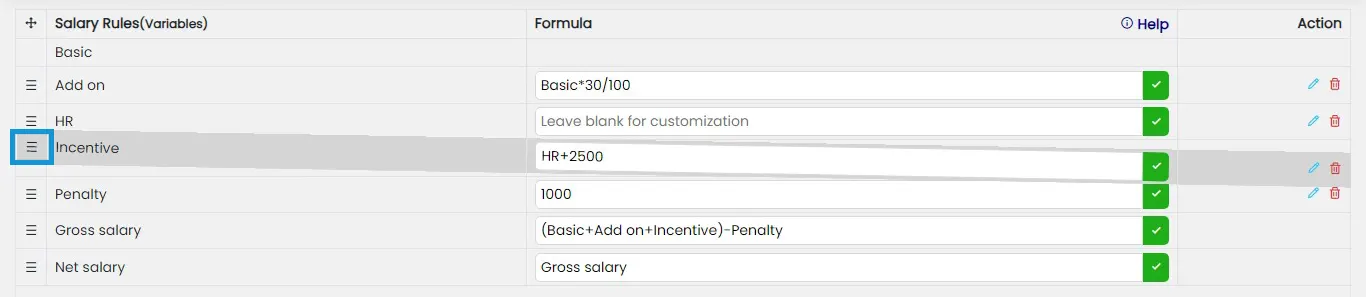 Salary Rules(Variables) Formula Help Action
Basic
Add on Basic*30/100
HR Leave blank for customization
Incentive HR+2500
Penalty 1000
Gross salary (Basic+Add on+Incentive)-Penalty
Net salary Gross salary